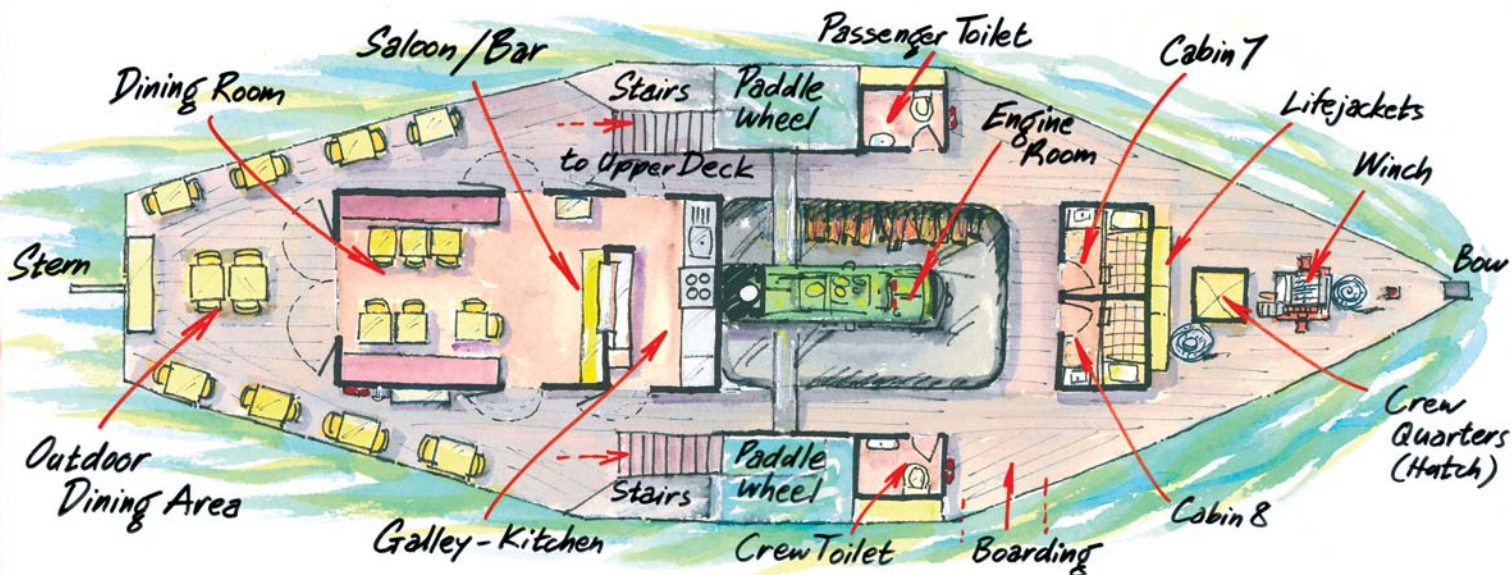 Saloon/Bar
Passenger Toilet
Cabin 7
Dining Room
Stairs
Paddle
wheel
Engine
Room
Lifejackets
to Upper Deck
Winch
Stern
Bow
Outdoor
Dining Area
Galley-Kitchen
Stairs
Paddle
wheel
Crew Toilet
Boarding
Cabin 8
Crew
Quarters
(Hatch)